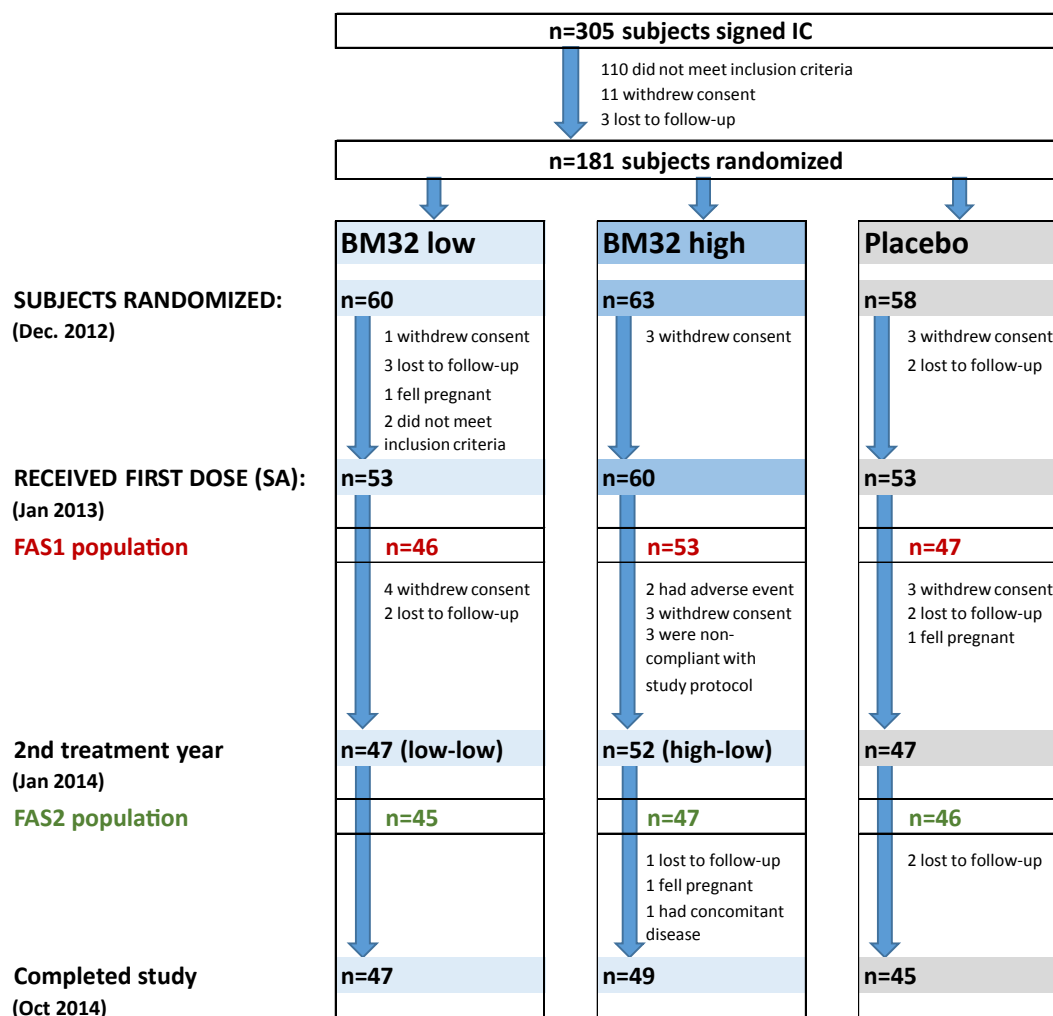 n=305 subjects signed IC
110 did not meet inclusion criteria
11 withdrew consent
3 lost to follow-up
n=181 subjects randomized
BM32 low
BM32 high
Placebo
SUBJECTS RANDOMIZED:
(Dec. 2012)
n=60
n=63
n=58
1 withdrew consent
3 lost to follow-up
1 fell pregnant
2 did not meet
inclusion criteria
3 withdrew consent
3 withdrew consent
2 lost to follow-up
RECEIVED FIRST DOSE (SA):
(Jan 2013)
n=53
n=60
n=53
FAS1 population
n=46
n=53
n=47
4 withdrew consent
2 lost to follow-up
2 had adverse event
3 withdrew consent
3 were non-
compliant with
study protocol
3 withdrew consent
2 lost to follow-up
1 fell pregnant
2nd treatment year
(Jan 2014)
n=47 (low-low)
n=52 (high-low)
n=47
FAS2 population
n=45
n=47
n=46
1 lost to follow-up
1 fell pregnant
1 had concomitant
disease
2 lost to follow-up
Completed study
(Oct 2014)
n=47
n=49
n=45